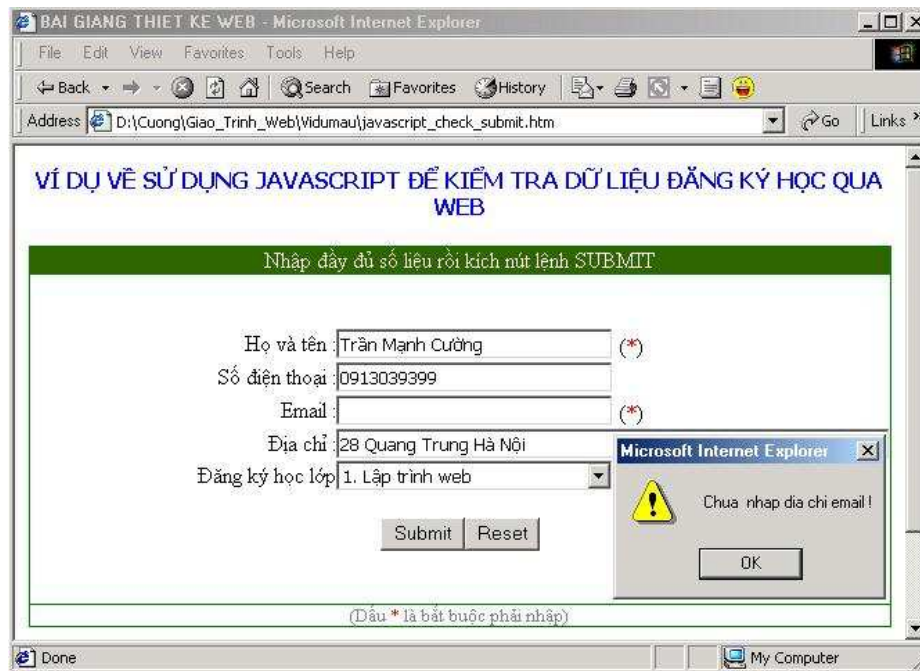 BAI GIANG THIET KE WEB - Microsoft Internet Explorer
File Edit View Favorites Tools Help
Back Search Favorites History
Address D:\Cuong\Giao_Trinh_Web\Vidumau\javascript_check_submit.htm Go Links
VÍ DỤ VỀ SỬ DỤNG JAVASCRIPT ĐỂ KIỂM TRA DỮ LIỆU ĐĂNG KÝ HỌC QUA
WEB
Nhập đầy đủ số liệu rồi kích nút lệnh SUBMIT
Họ và tên : Trần Mạnh Cường (*)
Số điện thoại : 0913039399
Email : (*)
Địa chỉ : 28 Quang Trung Hà Nội
Đăng ký học lớp 1. Lập trình web
Submit Reset
Microsoft Internet Explorer
Chua nhap dia chi email !
OK
(Dấu * là bắt buộc phải nhập)
Done My Computer